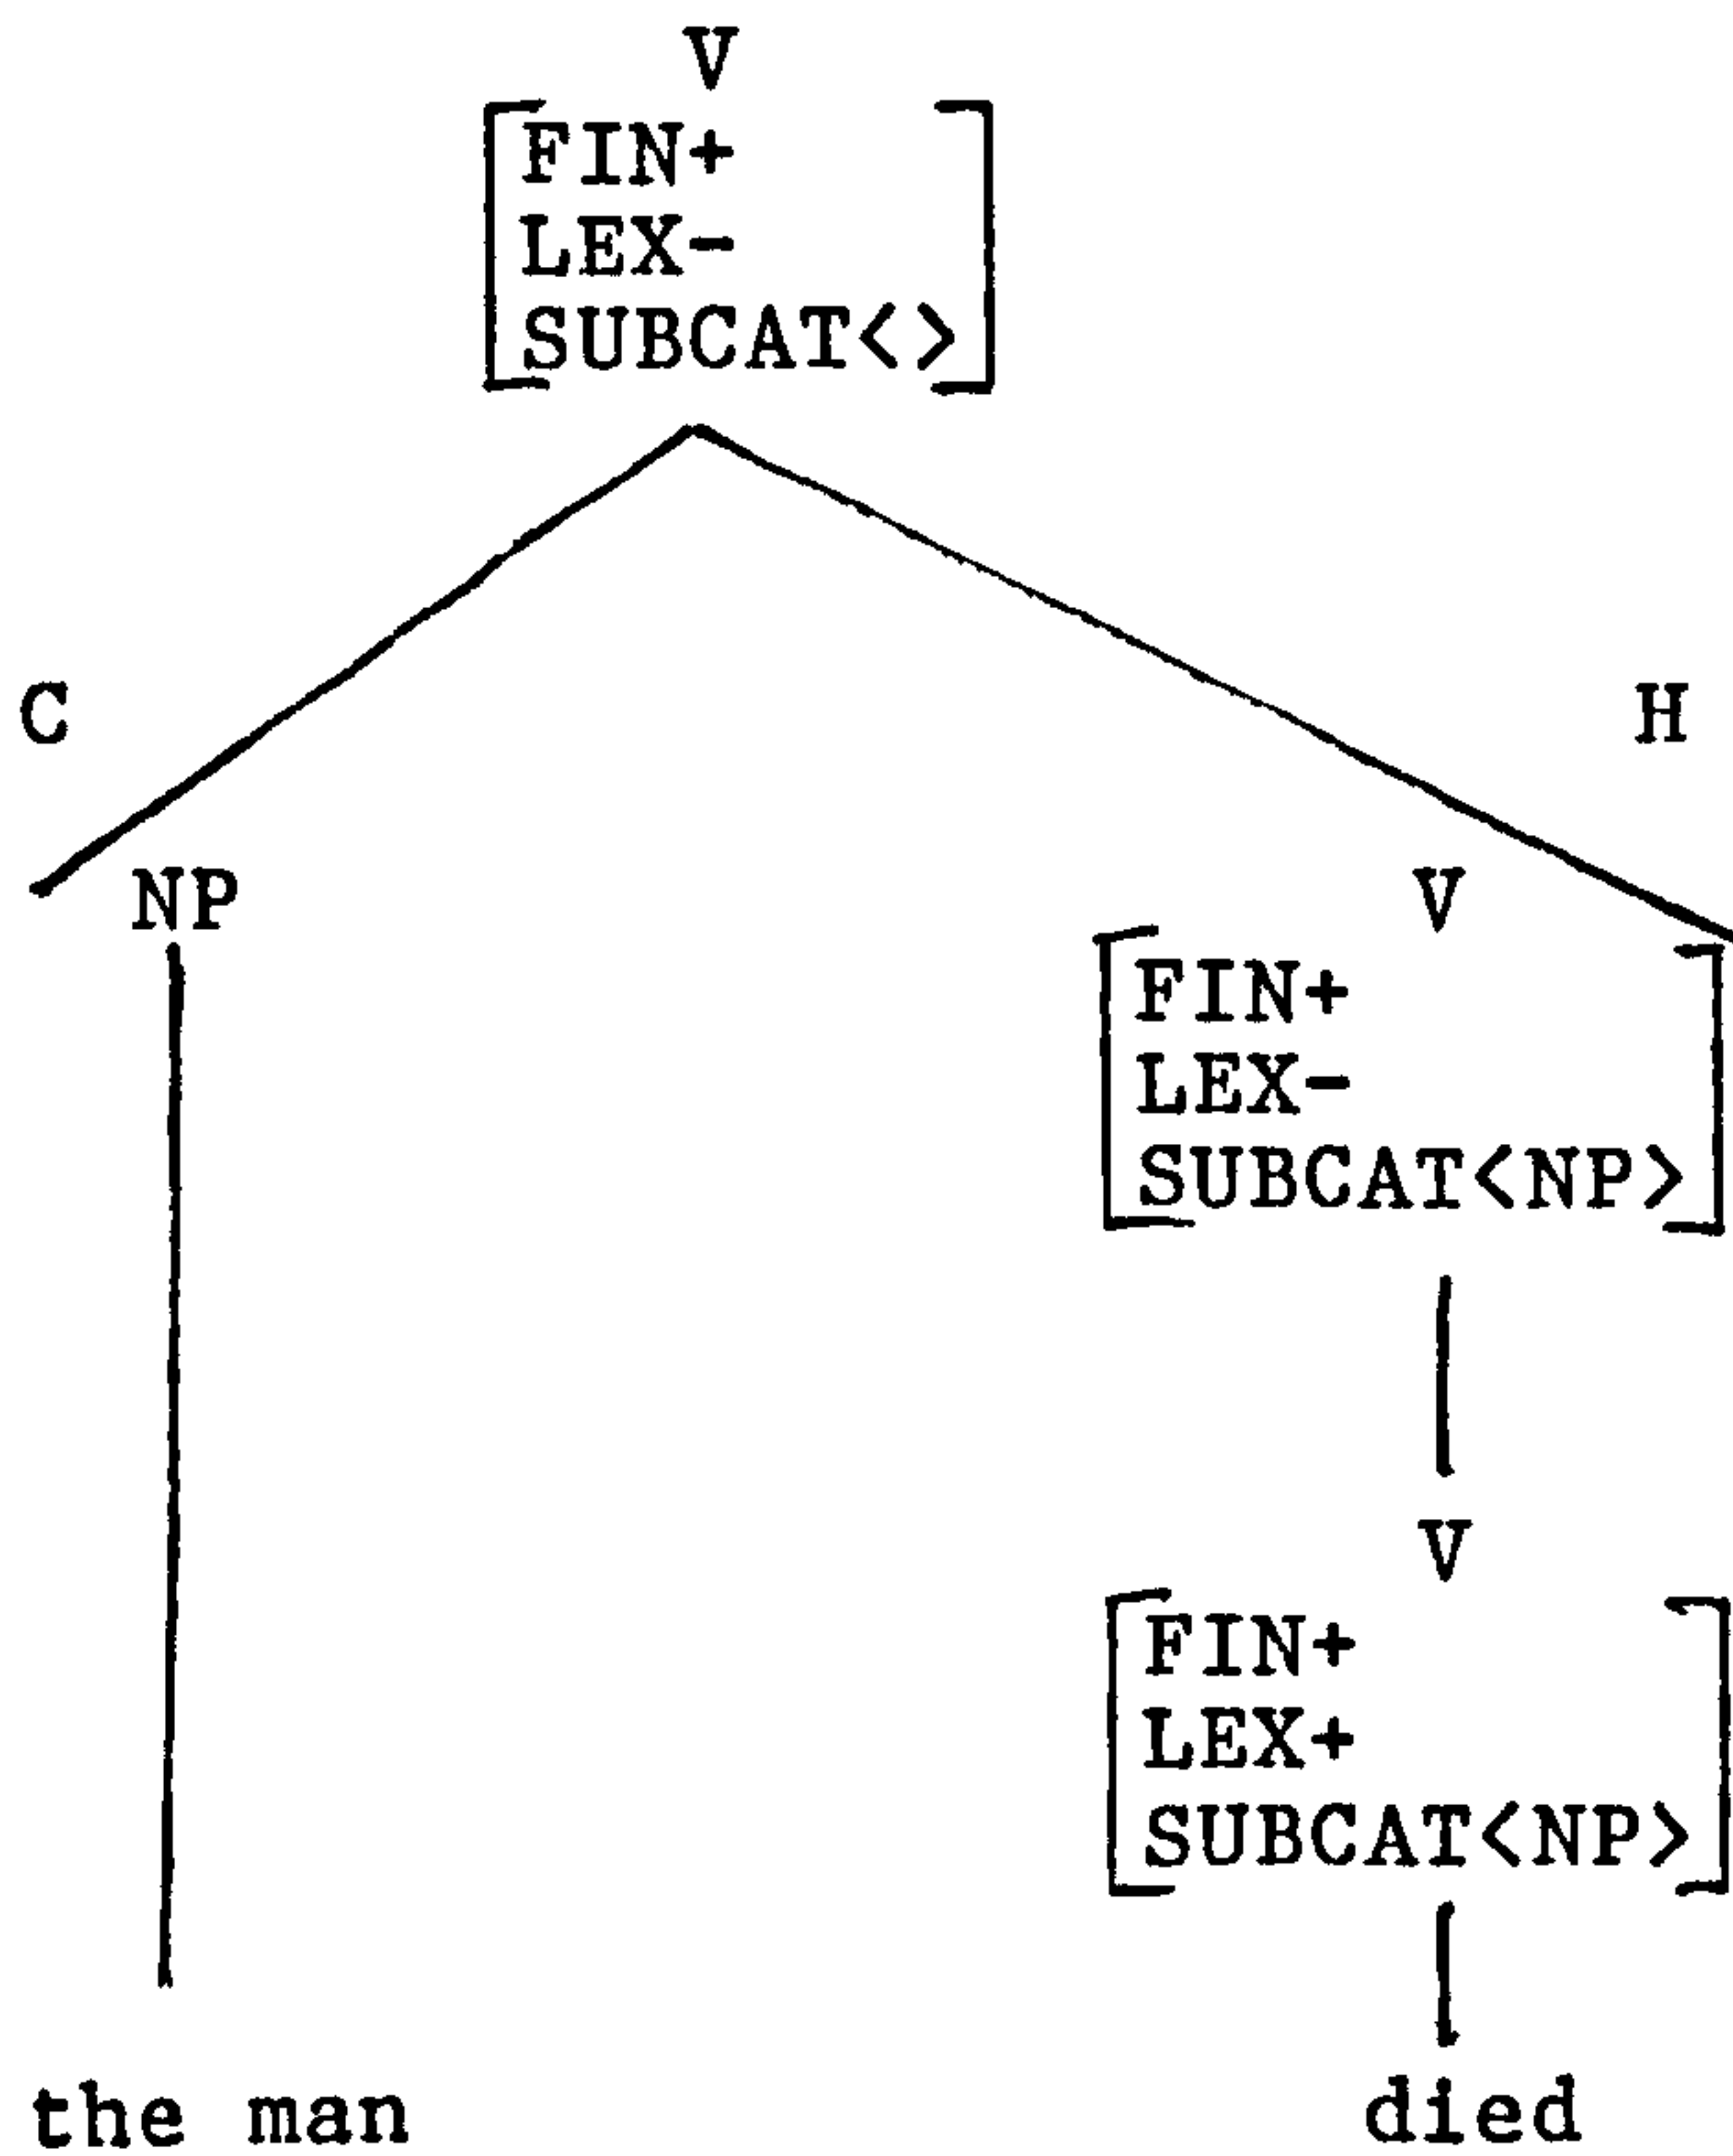 V
FIN+
LEX-
SUBCAT<>
C H
NP V
FIN+
LEX-
SUBCAT<NP>
V
FIN+
LEX+
SUBCAT<NP>
the man died